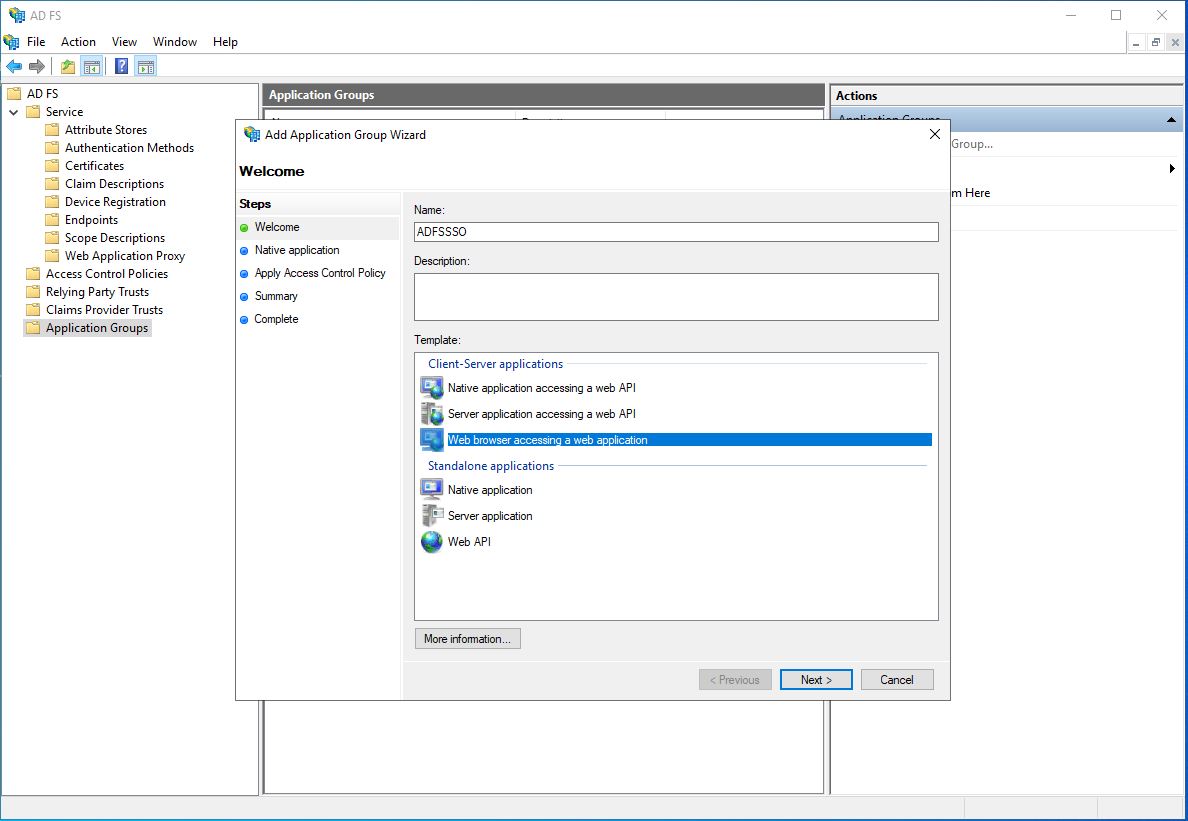 AD FS
File Action View Window Help
AD FS
Service
Attribute Stores
Authentication Methods
Certificates
Claim Descriptions
Device Registration
Endpoints
Scope Descriptions
Web Application Proxy
Access Control Policies
Relying Party Trusts
Claims Provider Trusts
Application Groups
Application Groups
Add Application Group Wizard
Welcome
Steps
Welcome
Native application
Apply Access Control Policy
Summary
Complete
Name:
ADFSSSO
Description:
Template:
Client-Server applications
Native application accessing a web API
Server application accessing a web API
Web browser accessing a web application
Standalone applications
Native application
Server application
Web API
More information...
< Previous Next > Cancel
Actions
Application Groups
Group...
m Here